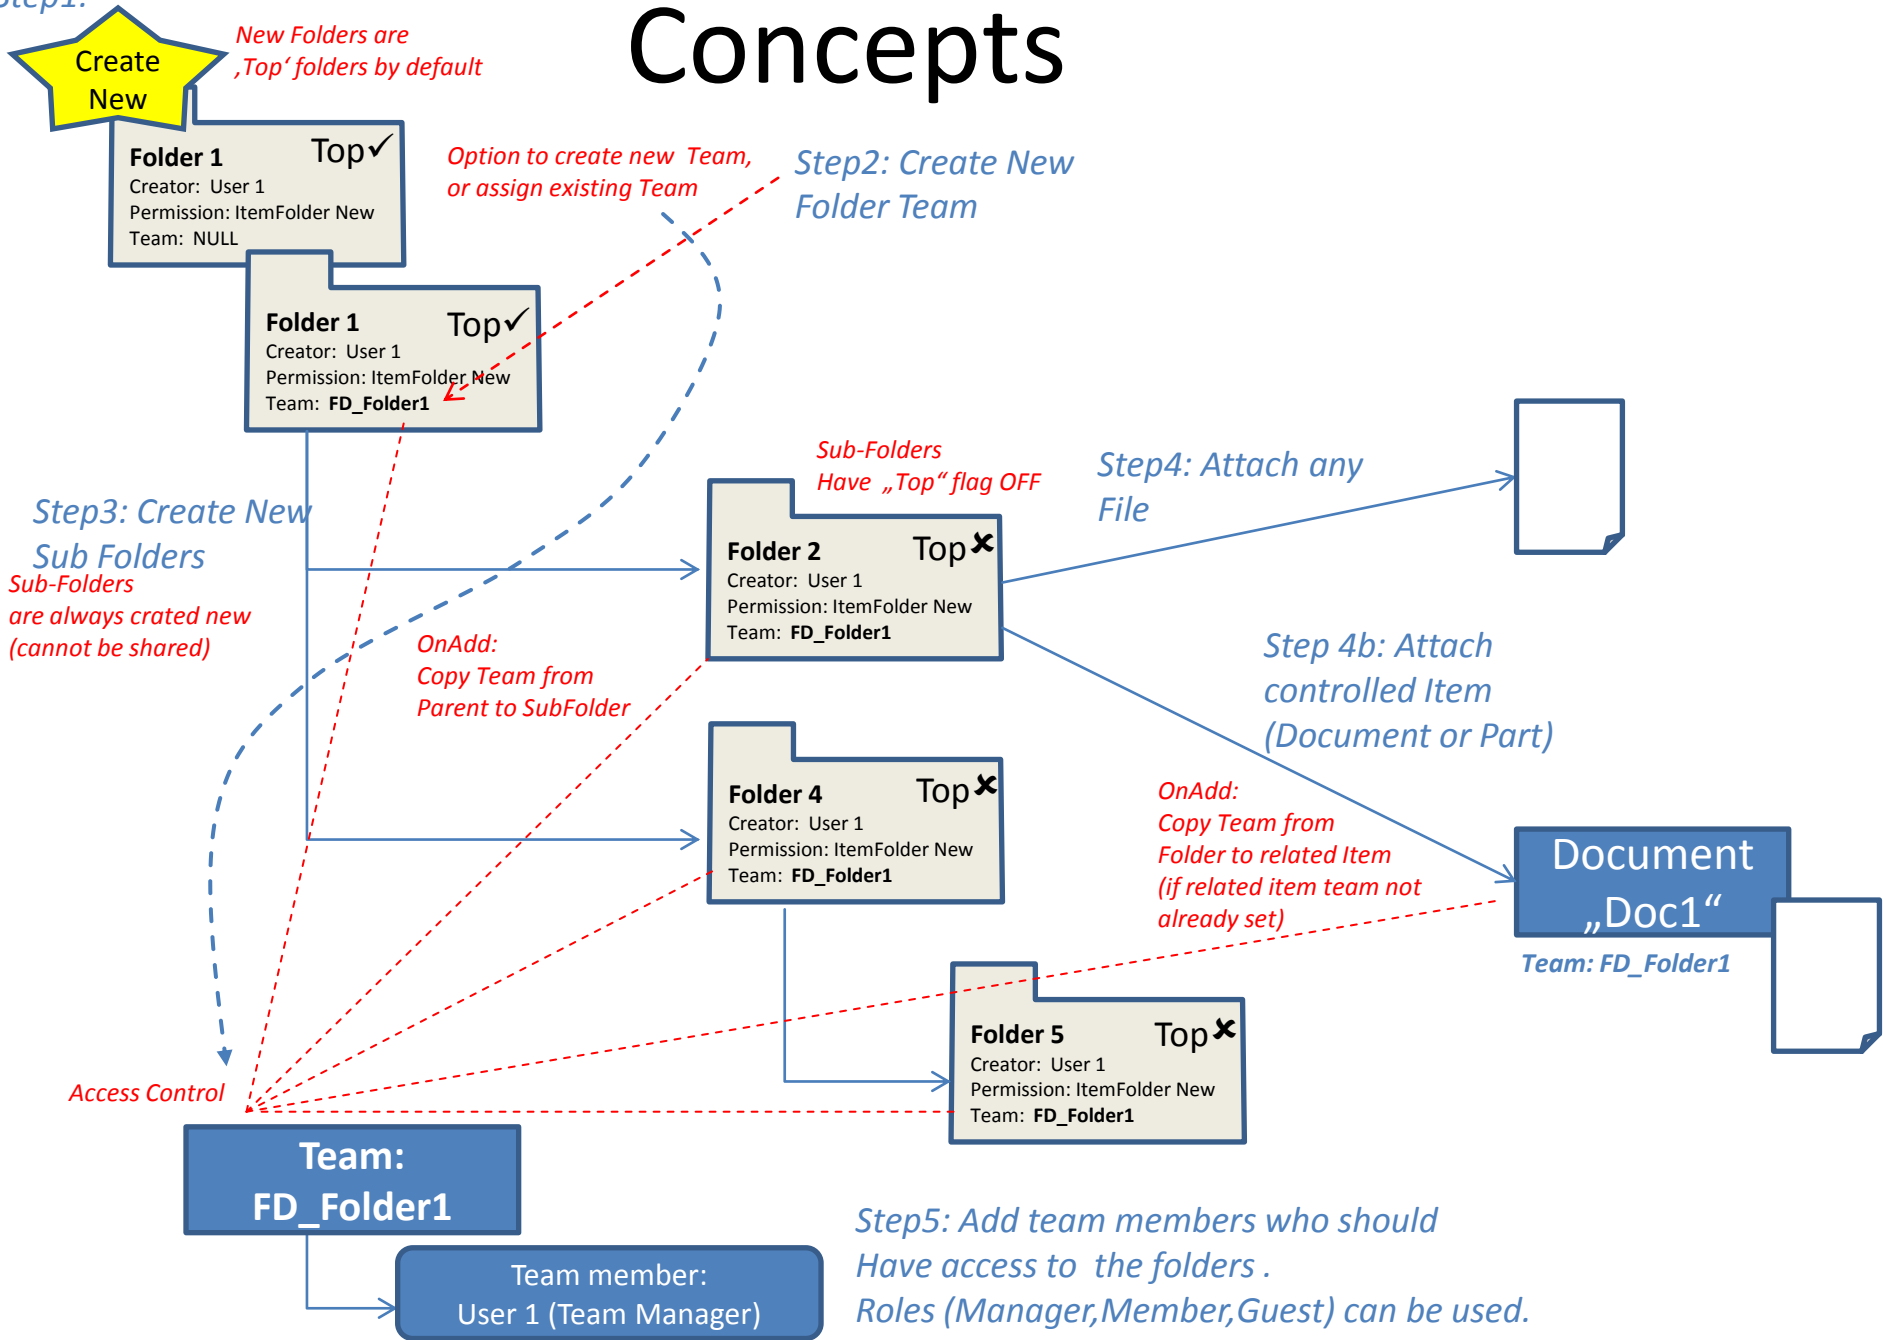 Step1:
Concepts
Create
New
New Folders are
‚Top‘ folders by default
Folder 1
Top✓
Creator: User 1
Permission: ItemFolder New
Team: NULL
Option to create new Team,
or assign existing Team
Step2: Create New
Folder Team
Folder 1
Top✓
Creator: User 1
Permission: ItemFolder New
Team: FD_Folder1
Step3: Create New
Sub Folders
Sub-Folders
are always crated new
(cannot be shared)
Sub-Folders
Have „Top“ flag OFF
Folder 2
Top✘
Creator: User 1
Permission: ItemFolder New
Team: FD_Folder1
Step4: Attach any
File
OnAdd:
Copy Team from
Parent to SubFolder
Step 4b: Attach
controlled Item
(Document or Part)
Folder 4
Top✘
Creator: User 1
Permission: ItemFolder New
Team: FD_Folder1
OnAdd:
Copy Team from
Folder to related Item
(if related item team not
already set)
Document
„Doc1“
Team: FD_Folder1
Folder 5
Top✘
Creator: User 1
Permission: ItemFolder New
Team: FD_Folder1
Access Control
Team:
FD_Folder1
Team member:
User 1 (Team Manager)
Step5: Add team members who should
Have access to the folders .
Roles (Manager,Member,Guest) can be used.